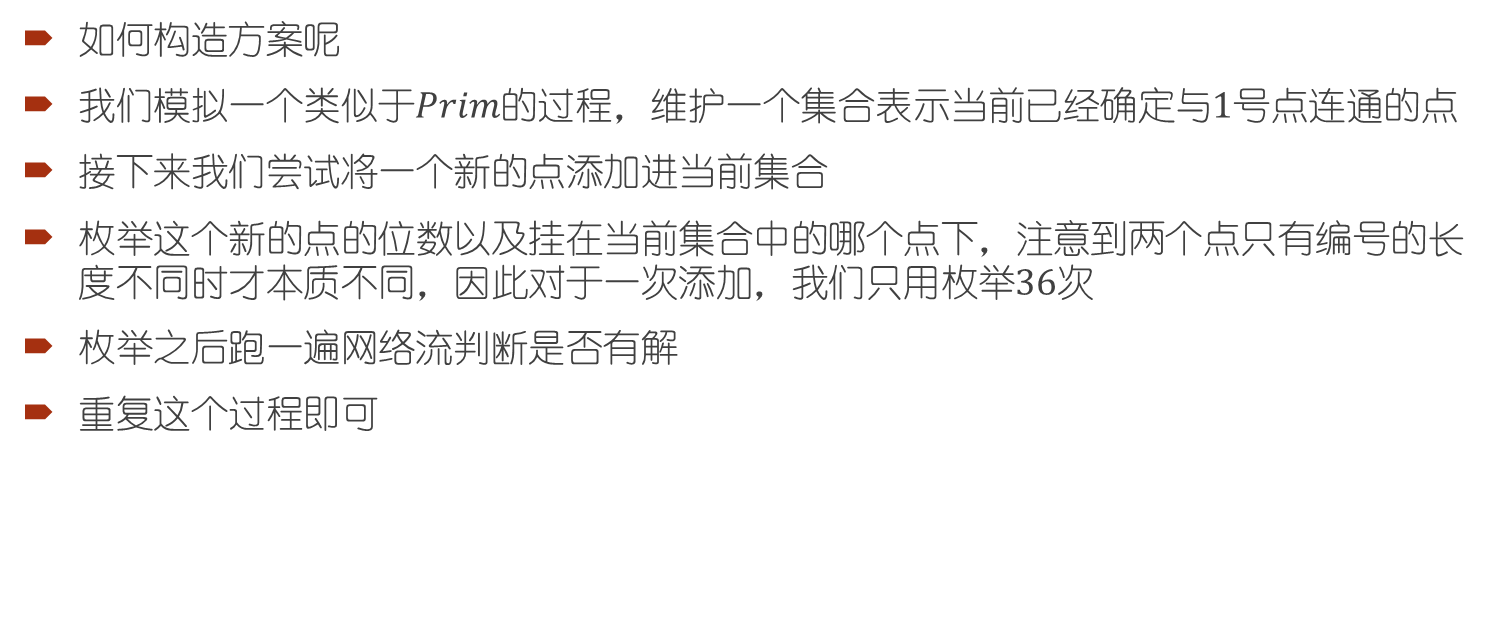 如何构造方案呢
我们模拟一个类似于Prim的过程，维护一个集合表示当前已经确定与1号点连通的点
接下来我们尝试将一个新的点添加进当前集合
枚举这个新的点的位数以及挂在当前集合中的哪个点下，注意到两个点只有编号的长
度不同时才本质不同，因此对于一次添加，我们只用枚举36次
枚举之后跑一遍网络流判断是否有解
重复这个过程即可